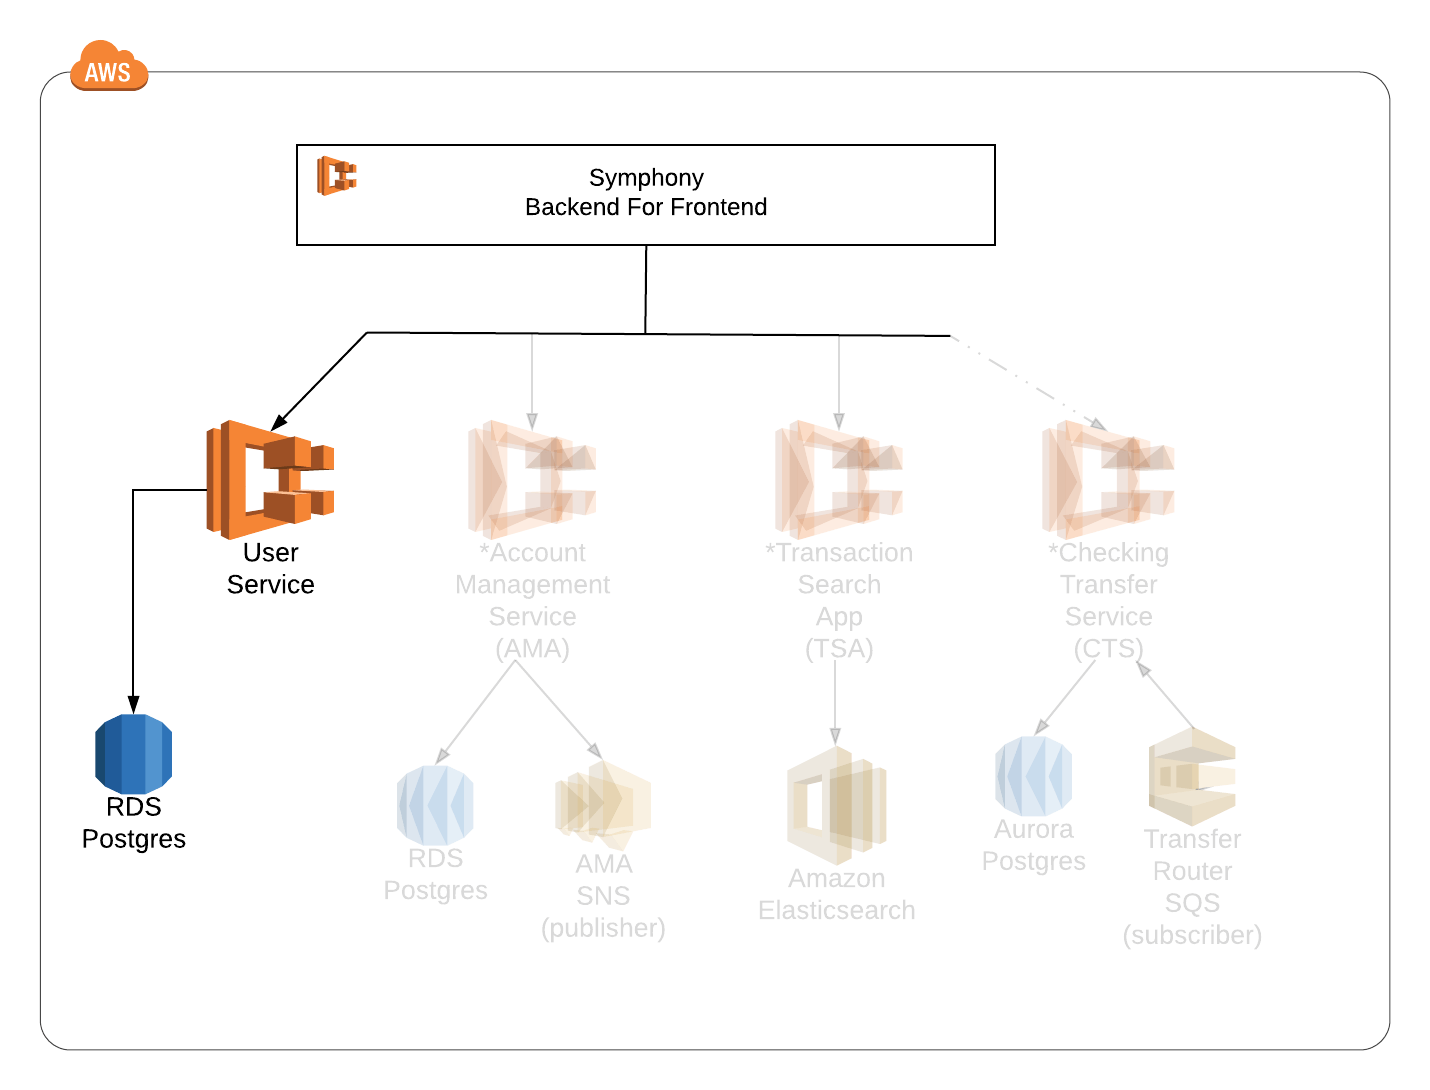 AWS
Symphony
Backend For Frontend
User
Service
*Account
Management
Service
(AMA)
*Transaction
Search
App
(TSA)
*Checking
Transfer
Service
(CTS)
RDS
Postgres
RDS
Postgres
AMA
SNS
(publisher)
Amazon
Elasticsearch
Aurora
Postgres
Transfer
Router
SQS
(subscriber)